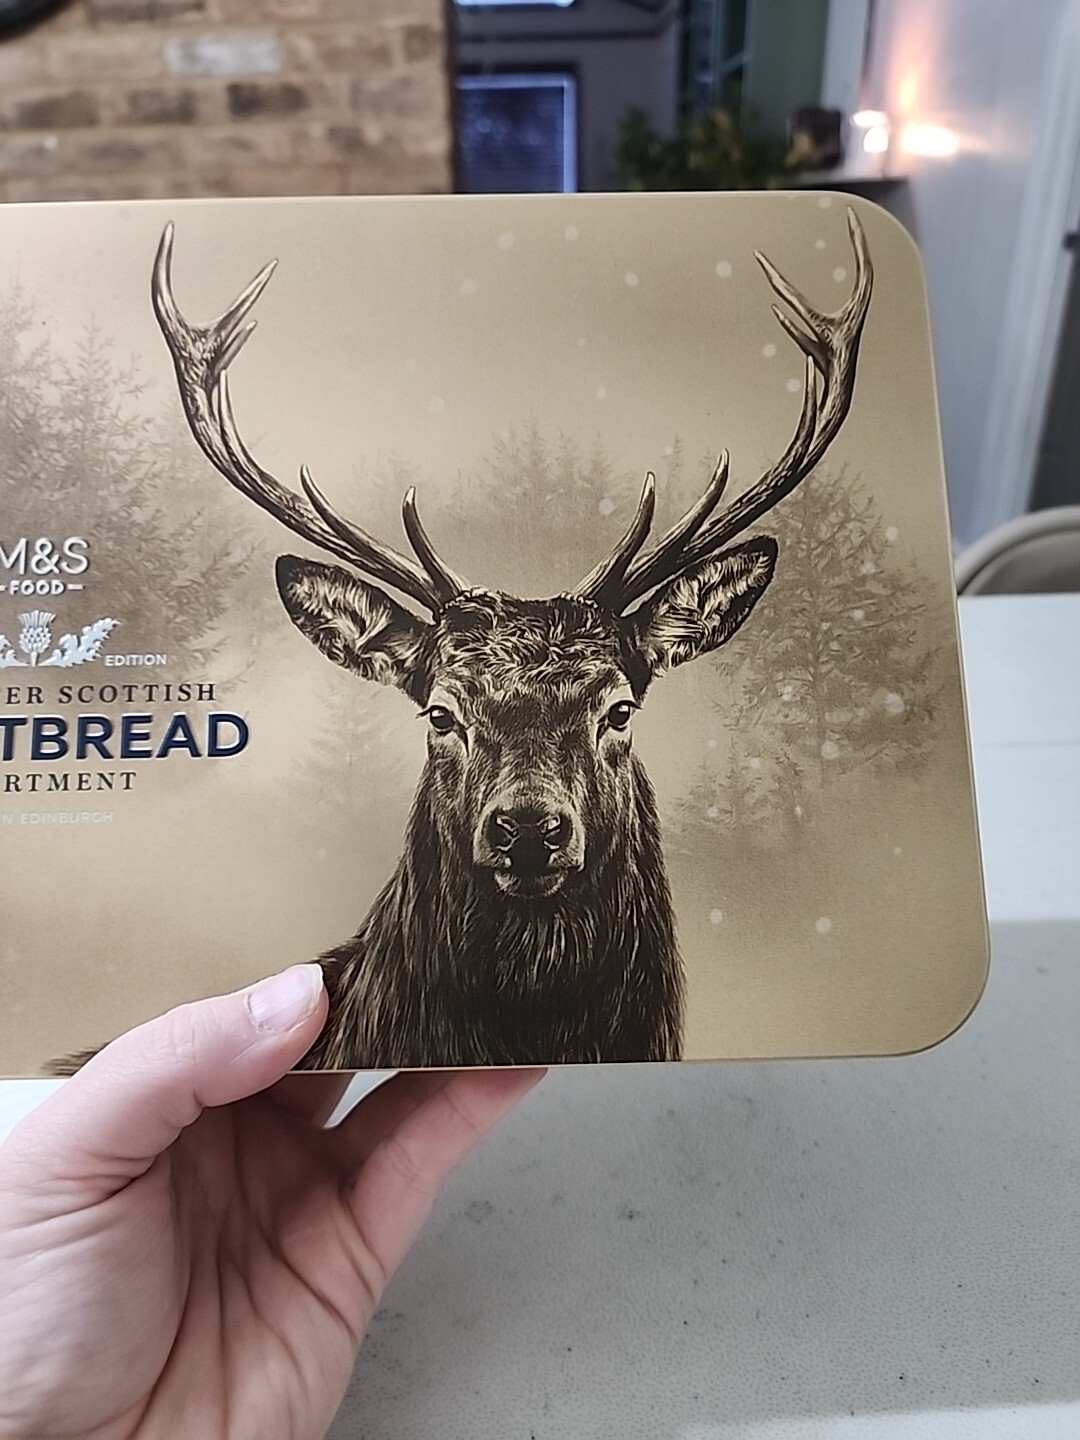 M&S
FOOD
EDITION
ER SCOTTISH
TBREAD
RTMENT
N EDINBURGH